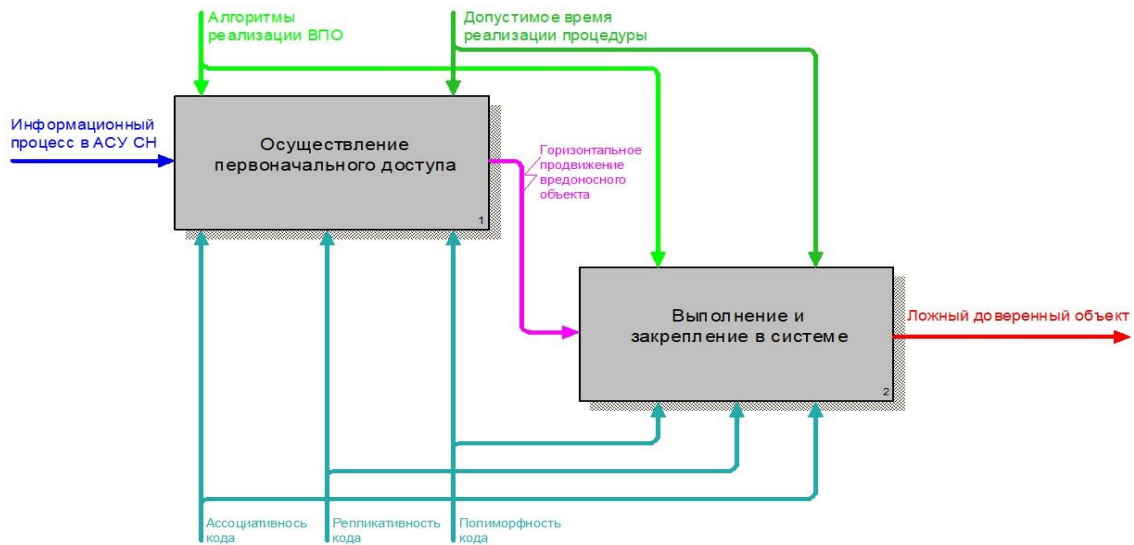 Алгоритмы
реализации ВПО
Допустимое время
реализации процедуры
Информационный
процесс в АСУ СН
Осуществление
первоначального доступа
1
Горизонтальное
продвижение
вредоносного
объекта
Выполнение и
закрепление в системе
2
Ложный доверенный объект
Ассоциативнось
кода
Репликативность
кода
Полиморфность
кода